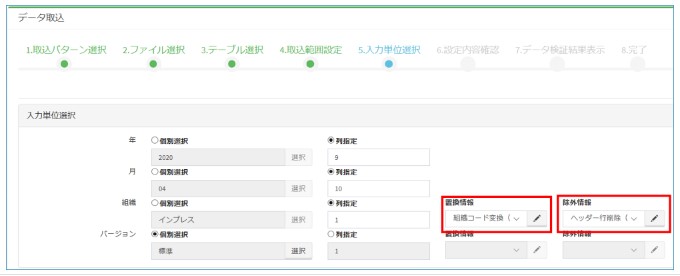 データ取込
1.取込パターン選択 2.ファイル選択 3.テーブル選択 4.取込範囲設定 5.入力単位選択 6.設定内容確認 7.データ検証結果表示 8.完了
入力単位選択
年 個別選択 列指定
2020 選択 9
月 個別選択 列指定
04 選択 10
組織 個別選択 列指定 置換情報 除外情報
インプレス 選択 1 組織コード変換 ( ヘッダー行削除 (
バージョン 個別選択 列指定 置換情報 除外情報
標準 選択 1